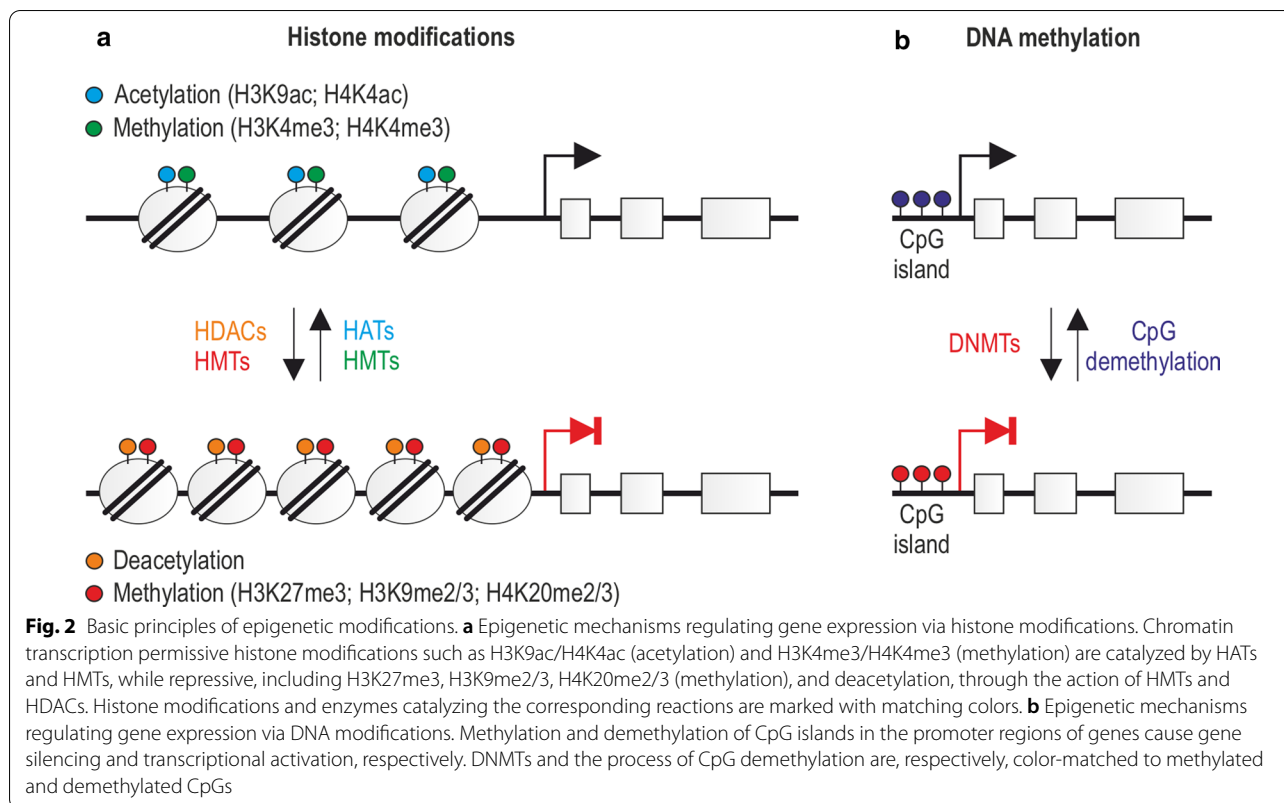 a Histone modifications
Acetylation (H3K9ac; H4K4ac)
Methylation (H3K4me3; H4K4me3)
HDACs
HMTs
HATs
HMTs
Deacetylation
Methylation (H3K27me3; H3K9me2/3; H4K20me2/3)
b DNA methylation
CpG
island
DNMTs
CpG
demethylation
CpG
island
Fig. 2 Basic principles of epigenetic modifications. a Epigenetic mechanisms regulating gene expression via histone modifications. Chromatin
transcription permissive histone modifications such as H3K9ac/H4K4ac (acetylation) and H3K4me3/H4K4me3 (methylation) are catalyzed by HATs
and HMTs, while repressive, including H3K27me3, H3K9me2/3, H4K20me2/3 (methylation), and deacetylation, through the action of HMTs and
HDACs. Histone modifications and enzymes catalyzing the corresponding reactions are marked with matching colors. b Epigenetic mechanisms
regulating gene expression via DNA modifications. Methylation and demethylation of CpG islands in the promoter regions of genes cause gene
silencing and transcriptional activation, respectively. DNMTs and the process of CpG demethylation are, respectively, color-matched to methylated
and demethylated CpGs